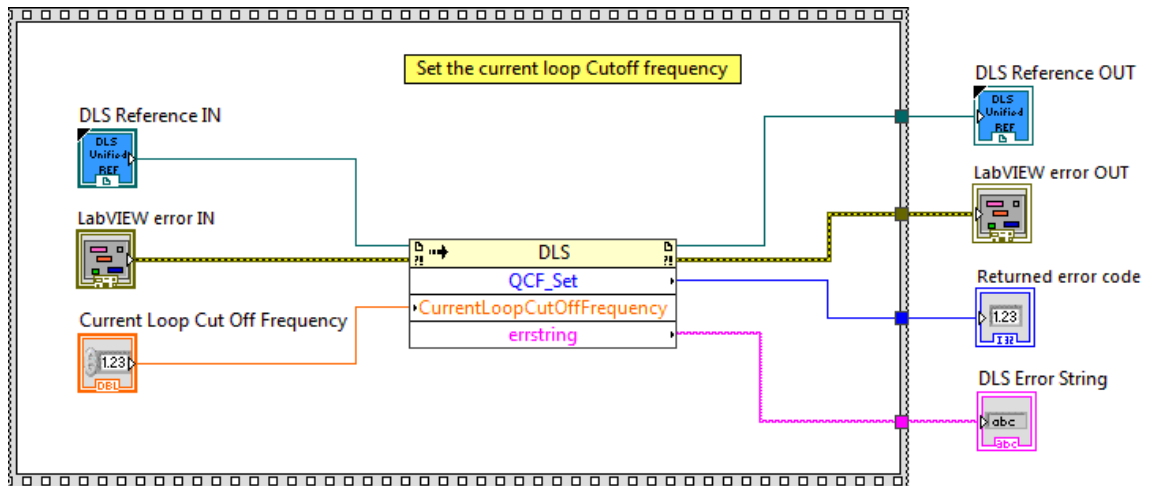 Set the current loop Cutoff frequency
DLS Reference IN
DLS
Unified
REF
LabVIEW error IN
Current Loop Cut Off Frequency
1.23
DBL
?!
DLS
?!
QCF_Set
CurrentLoopCutOffFrequency
errstring
DLS Reference OUT
DLS
Unified
REF
LabVIEW error OUT
Returned error code
1.23
I32
DLS Error String
abc
abc